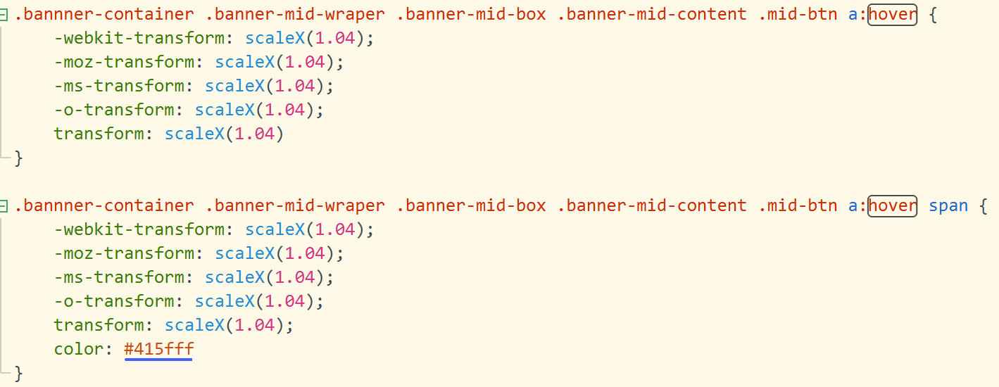 .bannner-container .banner-mid-wraper .banner-mid-box .banner-mid-content .mid-btn a:hover {
    -webkit-transform: scaleX(1.04);
    -moz-transform: scaleX(1.04);
    -ms-transform: scaleX(1.04);
    -o-transform: scaleX(1.04);
    transform: scaleX(1.04)
}

.bannner-container .banner-mid-wraper .banner-mid-box .banner-mid-content .mid-btn a:hover span {
    -webkit-transform: scaleX(1.04);
    -moz-transform: scaleX(1.04);
    -ms-transform: scaleX(1.04);
    -o-transform: scaleX(1.04);
    transform: scaleX(1.04);
    color: #415fff
}